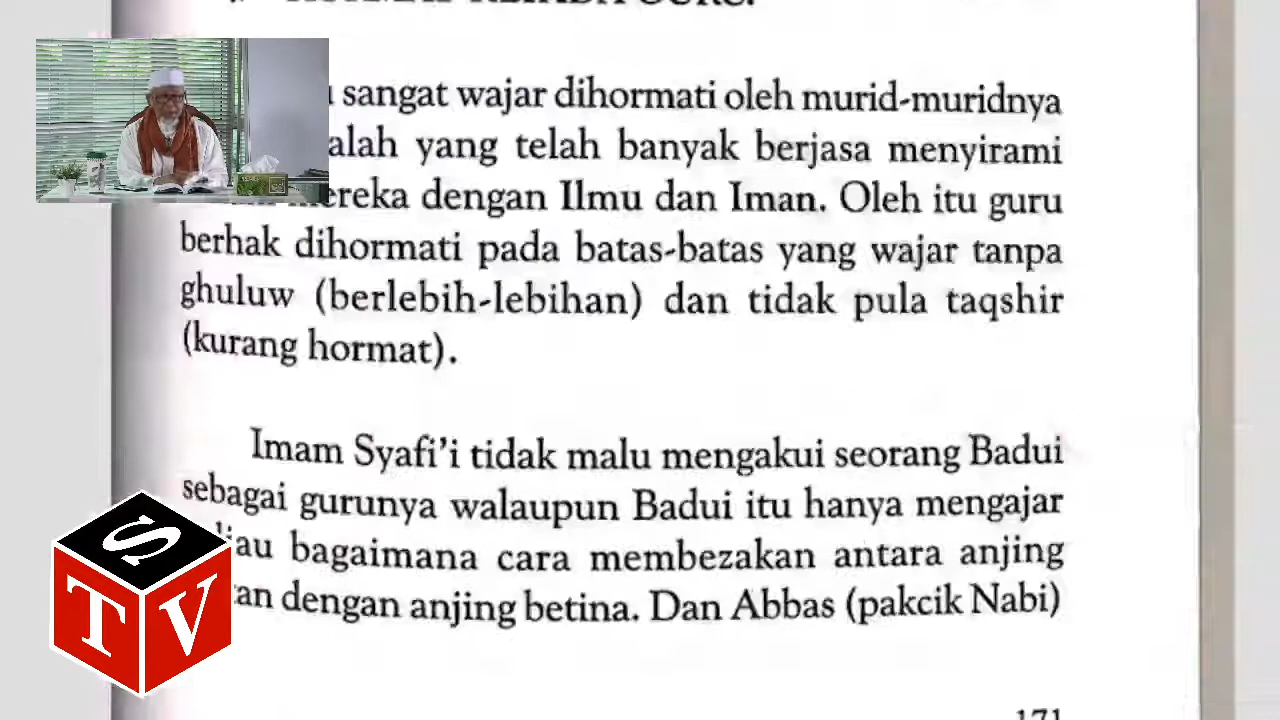 sangat wajar dihormati oleh murid-muridnya
alah yang telah banyak berjasa menyirami
ereka dengan Ilmu dan Iman. Oleh itu guru
berhak dihormati pada batas-batas yang wajar tanpa
ghuluw (berlebih-lebihan) dan tidak pula taqshir
(kurang hormat).
Imam Syafi'i tidak malu mengakui seorang Badui
sebagai gurunya walaupun Badui itu hanya mengajar
iau bagaimana cara membezakan antara anjing
an dengan anjing betina. Dan Abbas (pakcik Nabi)
171
S
T V